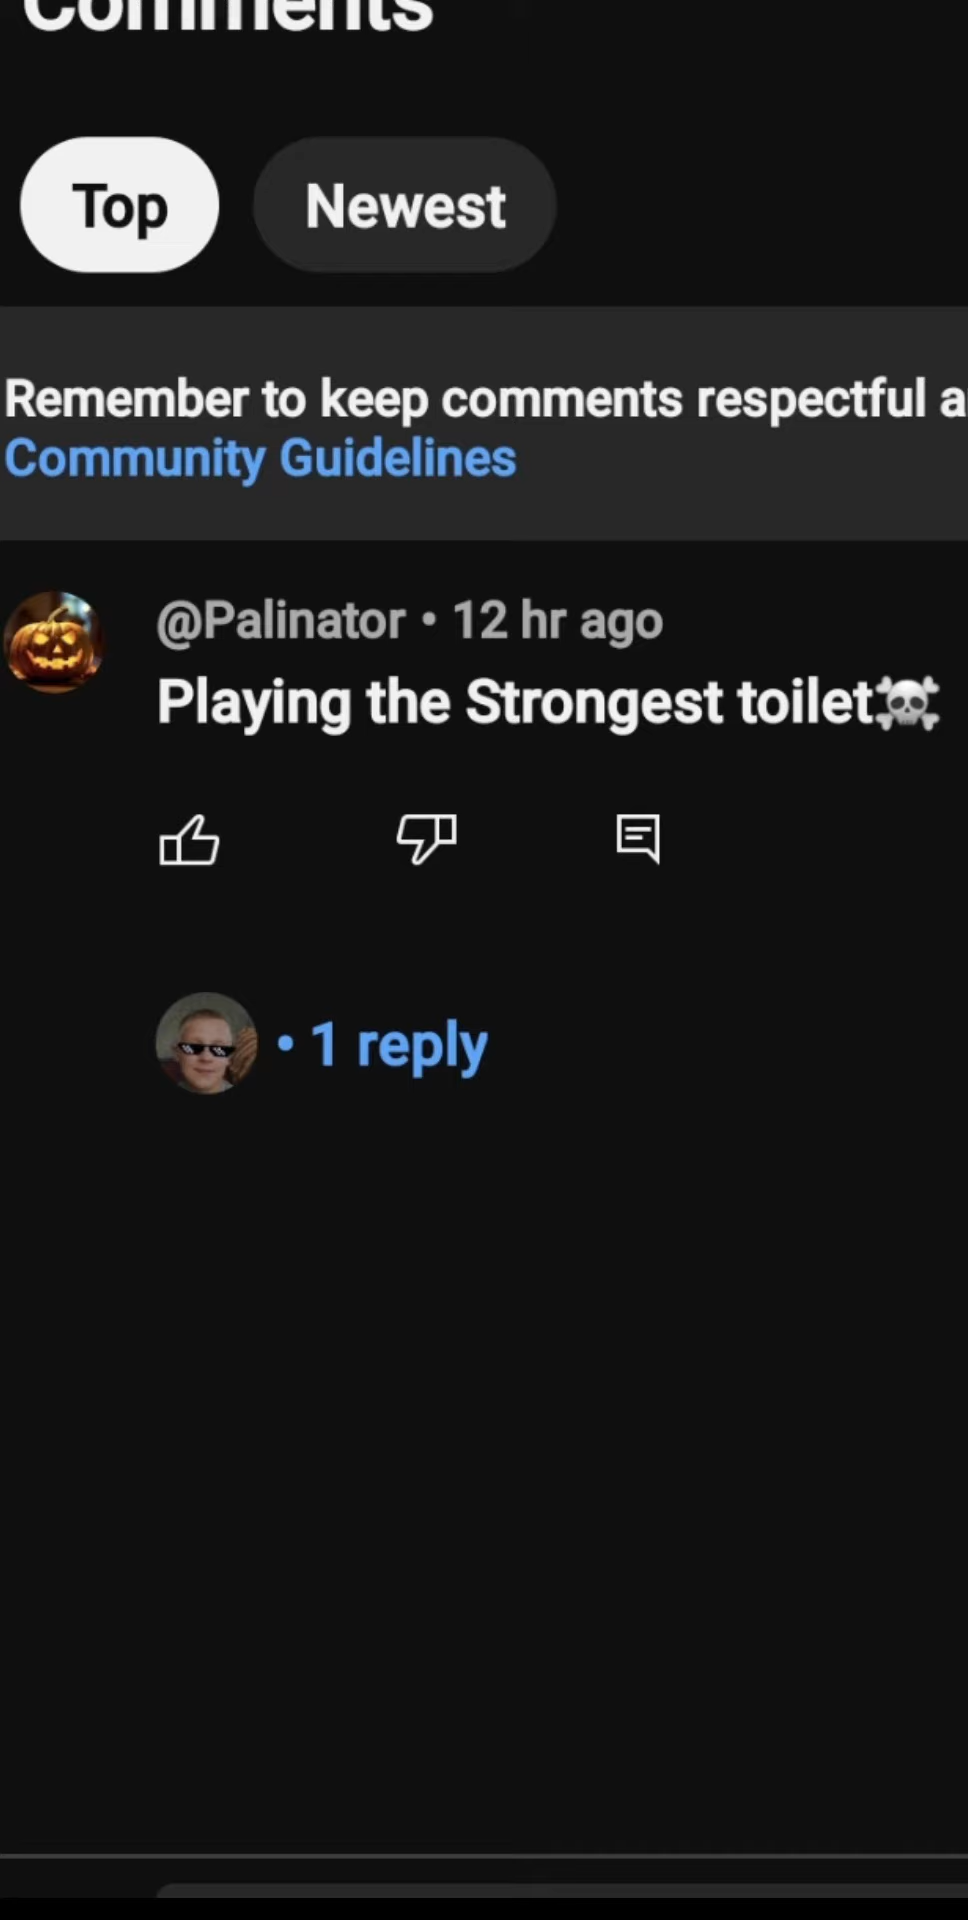 Comments
Top
Newest
Remember to keep comments respectful a
Community Guidelines
@Palinator • 12 hr ago
Playing the Strongest toilet☠️
• 1 reply